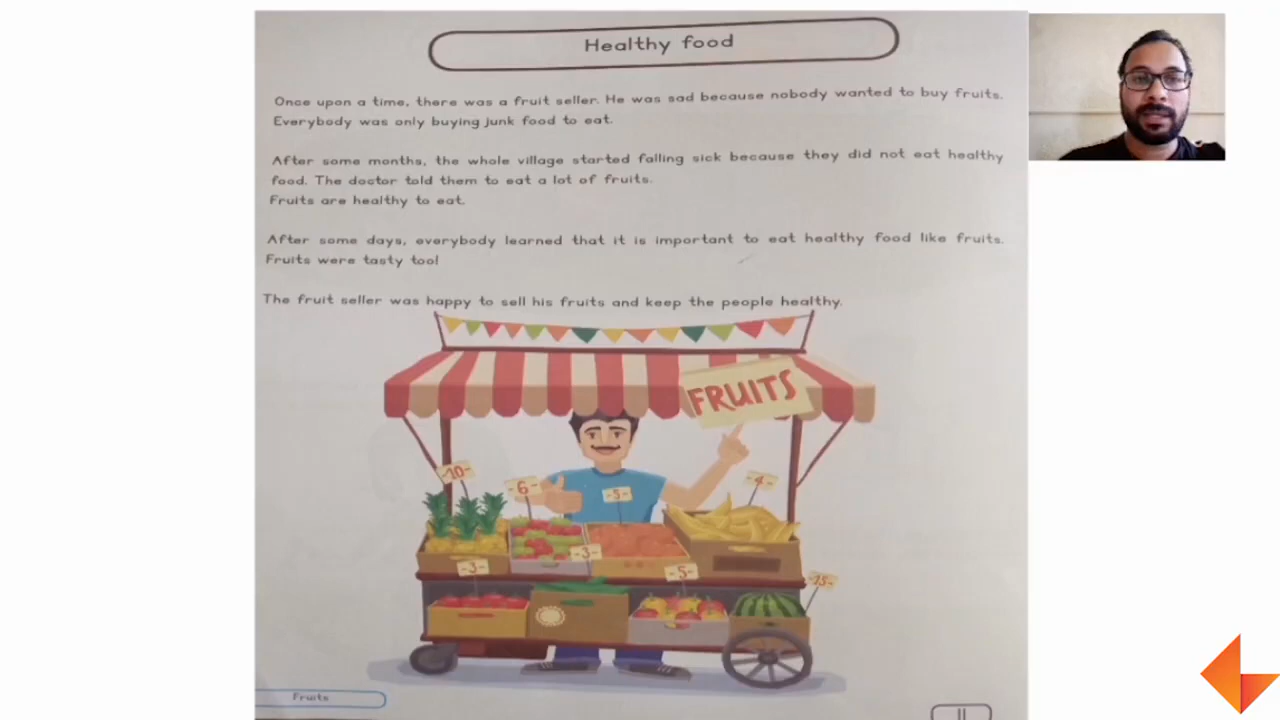 Healthy food
Once upon a time, there was a fruit seller. He was sad because nobody wanted to buy fruits.
Everybody was only buying junk food to eat.
After some months, the whole village started falling sick because they did not eat healthy
food. The doctor told them to eat a lot of fruits.
Fruits are healthy to eat.
After some days, everybody learned that it is important to eat healthy food like fruits.
Fruits were tasty too!
The fruit seller was happy to sell his fruits and keep the people healthy.
FRUITS
-10-
-6-
-5-
-4-
-3-
-3-
-5-
-15-
Fruits
11